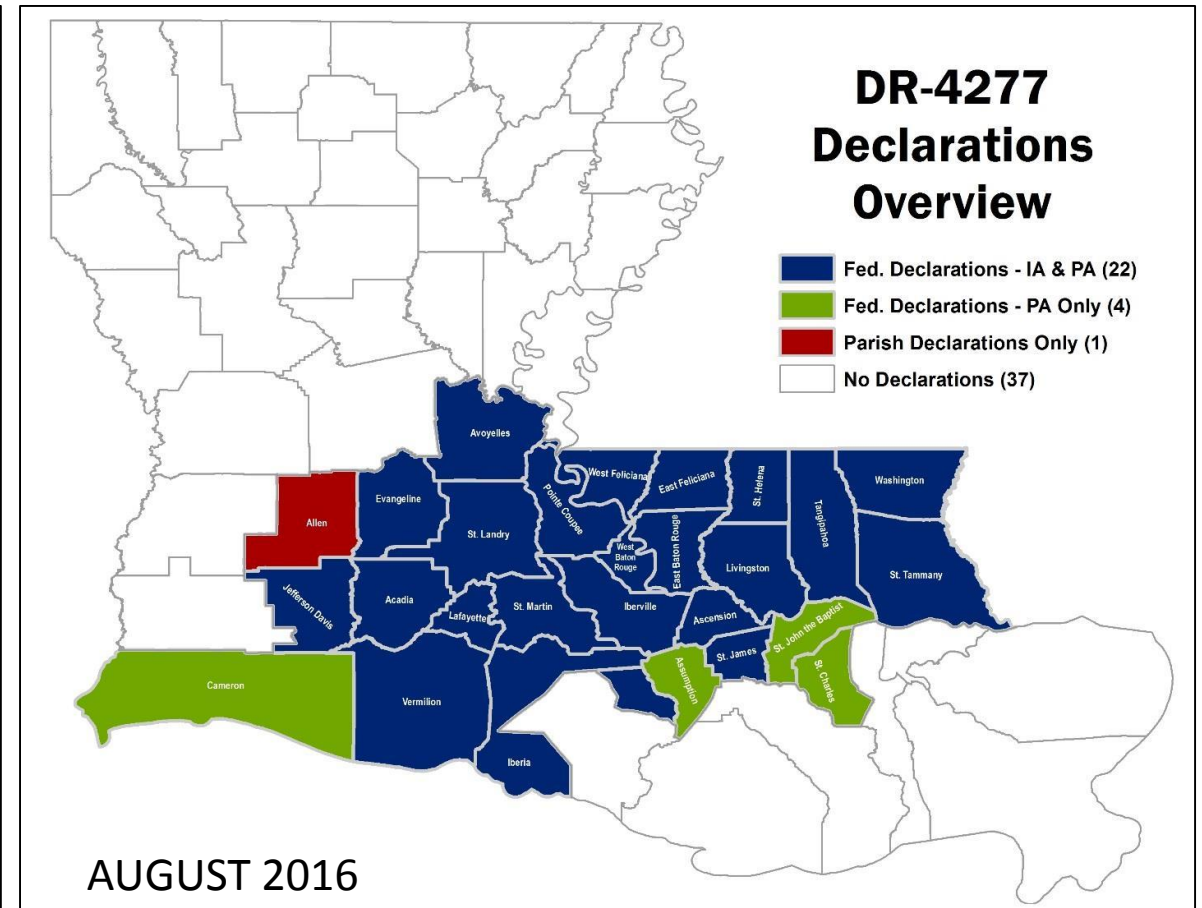 DR-4277
Declarations
Overview
Fed. Declarations - IA & PA (22)
Fed. Declarations - PA Only (4)
Parish Declarations Only (1)
No Declarations (37)
Avoyelles
West Feliciana
East Feliciana
St. Helena
Tangipahoa
Washington
Allen
Evangeline
St. Landry
Pointe Coupee
West
Baton
Rouge
East Baton Rouge
Livingston
St. Tammany
Jefferson Davis
Acadia
Lafayette
St. Martin
Iberville
Ascension
St. James
St. John the Baptist
St. Charles
Assumption
Cameron
Vermilion
Iberia
AUGUST 2016